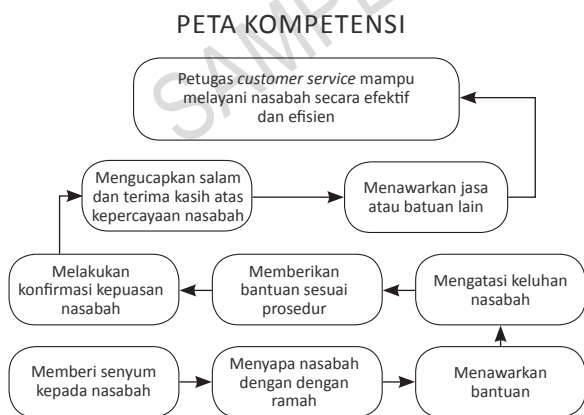 PETA KOMPETENSI
SAMPLE
Petugas customer service mampu
melayani nasabah secara efektif
dan efisien
Mengucapkan salam
dan terima kasih atas
kepercayaan nasabah
Menawarkan jasa
atau batuan lain
Melakukan
konfirmasi kepuasan
nasabah
Memberikan
bantuan sesuai
prosedur
Mengatasi keluhan
nasabah
Memberi senyum
kepada nasabah
Menyapa nasabah
dengan dengan
ramah
Menawarkan
bantuan